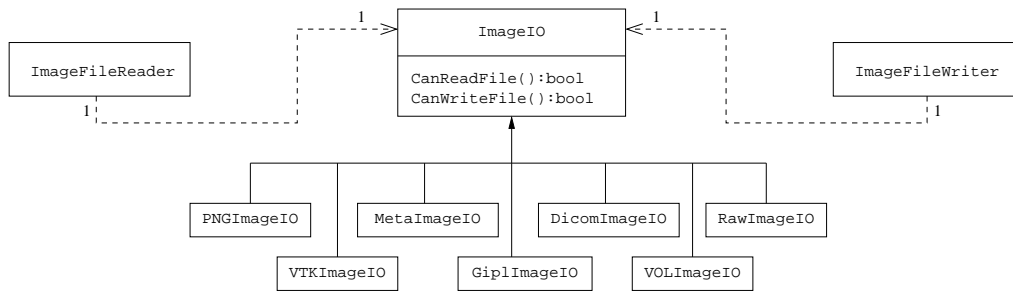 1
1
ImageIO
ImageFileReader
ImageFileWriter
CanReadFile():bool
CanWriteFile():bool
1
1
PNGImageIO
MetaImageIO
DicomImageIO
RawImageIO
VTKImageIO
GiplImageIO
VOLImageIO